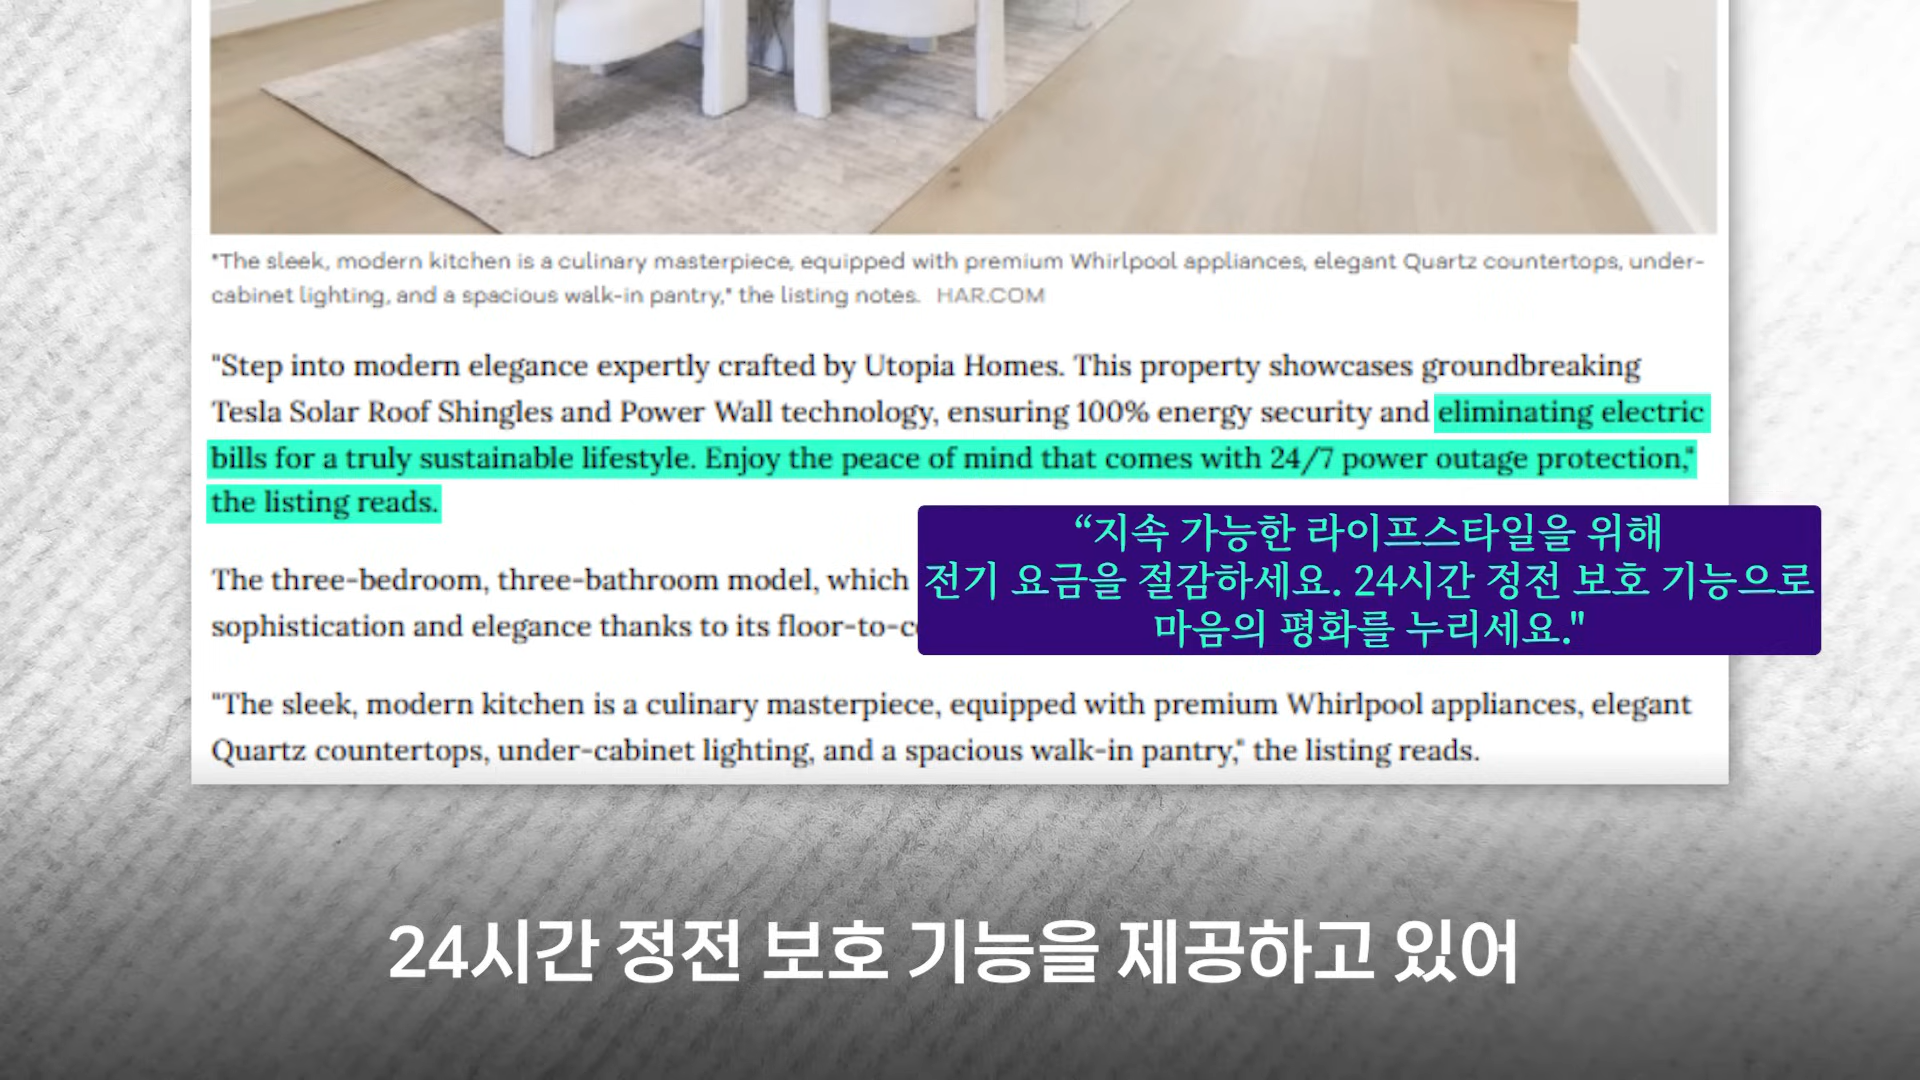 "The sleek, modern kitchen is a culinary masterpiece, equipped with premium Whirlpool appliances, elegant Quartz countertops, under-
cabinet lighting, and a spacious walk-in pantry," the listing notes. HAR.COM
"Step into modern elegance expertly crafted by Utopia Homes. This property showcases groundbreaking
Tesla Solar Roof Shingles and Power Wall technology, ensuring 100% energy security and eliminating electric
bills for a truly sustainable lifestyle. Enjoy the peace of mind that comes with 24/7 power outage protection,"
the listing reads.
“지속 가능한 라이프스타일을 위해
전기 요금을 절감하세요. 24시간 정전 보호 기능으로
마음의 평화를 누리세요."
The three-bedroom, three-bathroom model, which
sophistication and elegance thanks to its
"The sleek, modern kitchen is a culinary masterpiece, equipped with premium Whirlpool appliances, elegant
Quartz countertops, under-cabinet lighting, and a spacious walk-in pantry," the listing reads.
24시간 정전 보호 기능을 제공하고 있어